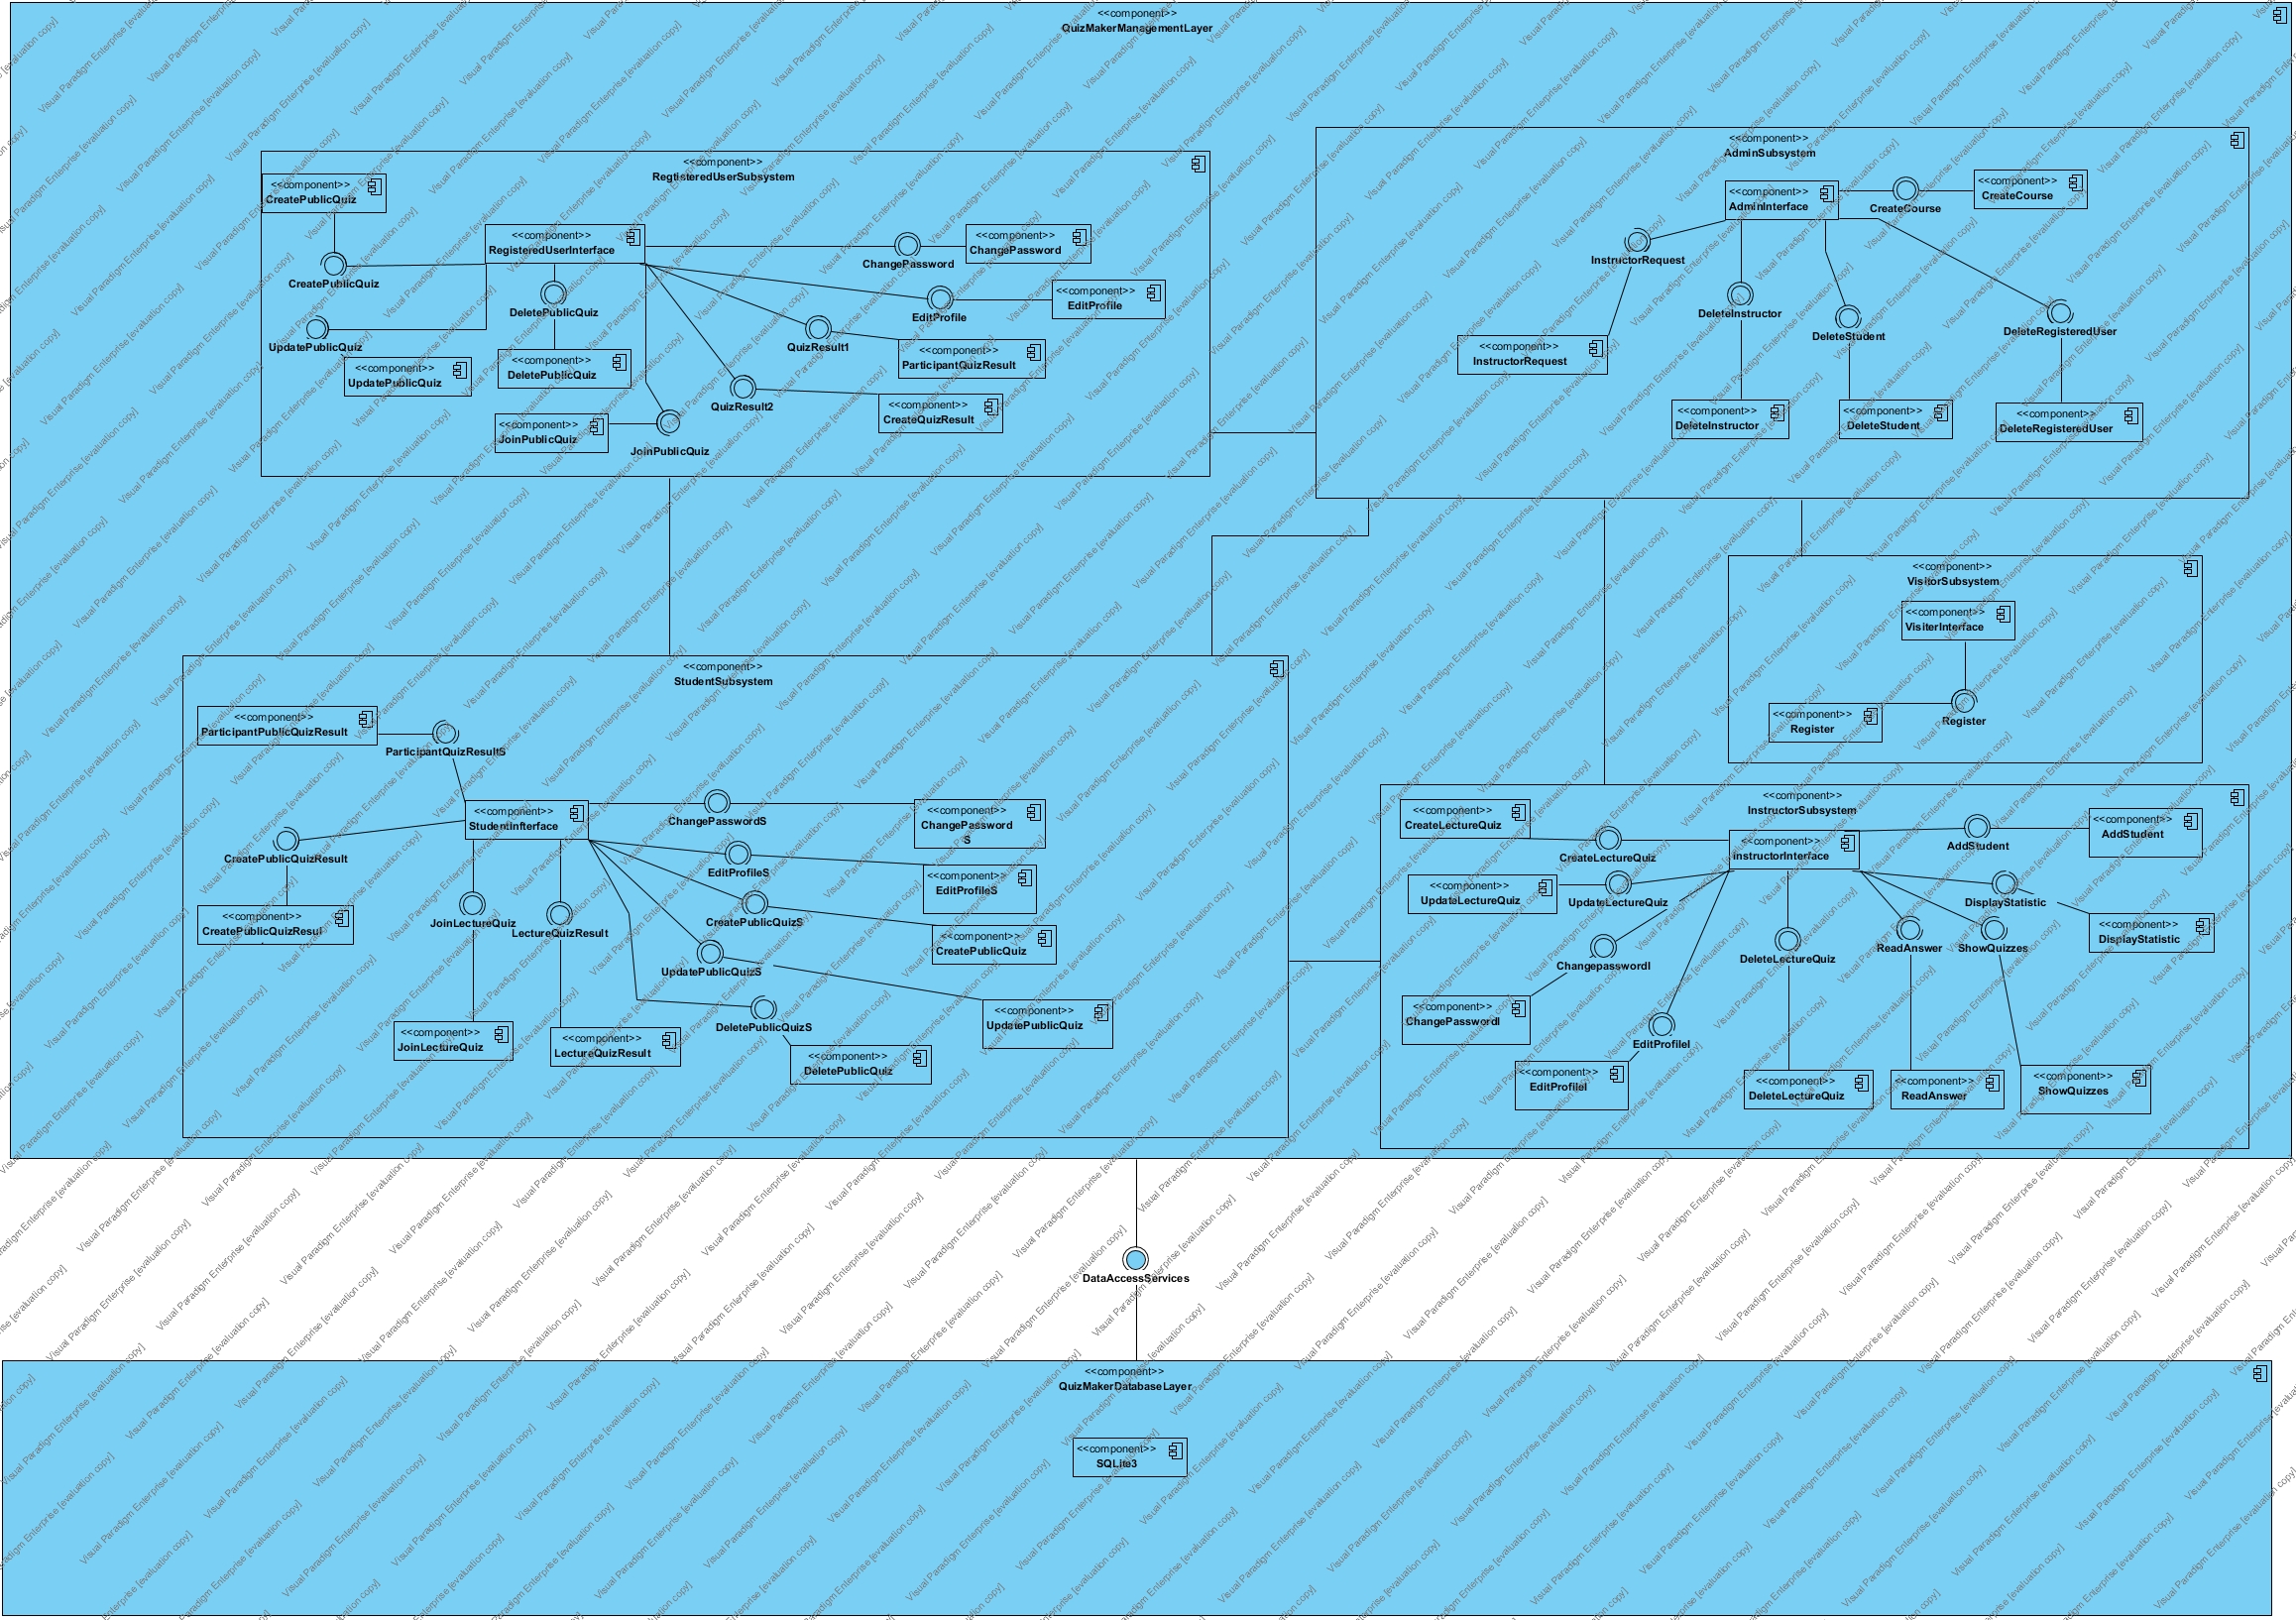 <<component>>
QuizMakerManagementLayer
<<component>>
RegtisteredUserSubsystem
<<component>>
CreatePublicQuiz
<<component>>
RegisteredUserInterface
<<component>>
ChangePassword
ChangePassword
CreatePublicQuiz
<<component>>
EditProfile
EditProfile
DeletePublicQuiz
UpdatePublicQuiz
QuizResult1
<<component>>
ParticipantQuizResult
<<component>>
UpdatePublicQuiz
<<component>>
DeletePublicQuiz
QuizResult2
<<component>>
CreateQuizResult
<<component>>
JoinPublicQuiz
JoinPublicQuiz
<<component>>
AdminSubsystem
<<component>>
AdminInterface
CreateCourse
<<component>>
CreateCourse
InstructorRequest
DeleteInstructor
DeleteStudent
DeleteRegisteredUser
<<component>>
InstructorRequest
<<component>>
DeleteInstructor
<<component>>
DeleteStudent
<<component>>
DeleteRegisteredUser
<<component>>
VisitorSubsystem
<<component>>
VisiterInterface
<<component>>
Register
Register
<<component>>
StudentSubsystem
<<component>>
ParticipantPublicQuizResult
ParticipantQuizResultS
<<component>>
StudentInfterface
ChangePasswordS
<<component>>
ChangePassword
S
CreatePublicQuizResult
EditProfileS
<<component>>
EditProfileS
<<component>>
CreatePublicQuizResul
JoinLectureQuiz
LectureQuizResult
CreatePublicQuizS
<<component>>
CreatePublicQuiz
UpdatePublicQuizS
DeletePublicQuizS
<<component>>
UpdatePuiblicQuiz
<<component>>
JoinLectureQuiz
<<component>>
LectureQuizResult
<<component>>
DeletePublicQuiz
<<component>>
InstructorSubsystem
<<component>>
CreateLectureQuiz
CreateLectureQuiz
<<component>>
instructorInterface
AddStudent
<<component>>
AddStudent
<<component>>
UpdateLectureQuiz
UpdateLectureQuiz
DisplayStatistic
<<component>>
DisplayStatistic
ChangepasswordI
DeleteLectureQuiz
ReadAnswer
ShowQuizzes
<<component>>
ChangePasswordI
EditProfileI
<<component>>
EditProfileI
<<component>>
DeleteLectureQuiz
<<component>>
ReadAnswer
<<component>>
ShowQuizzes
DataAccessServices
<<component>>
QuizMakerDatabaseLayer
<<component>>
SQLite3
Visual Paradigm Enterprise [evaluation copy]